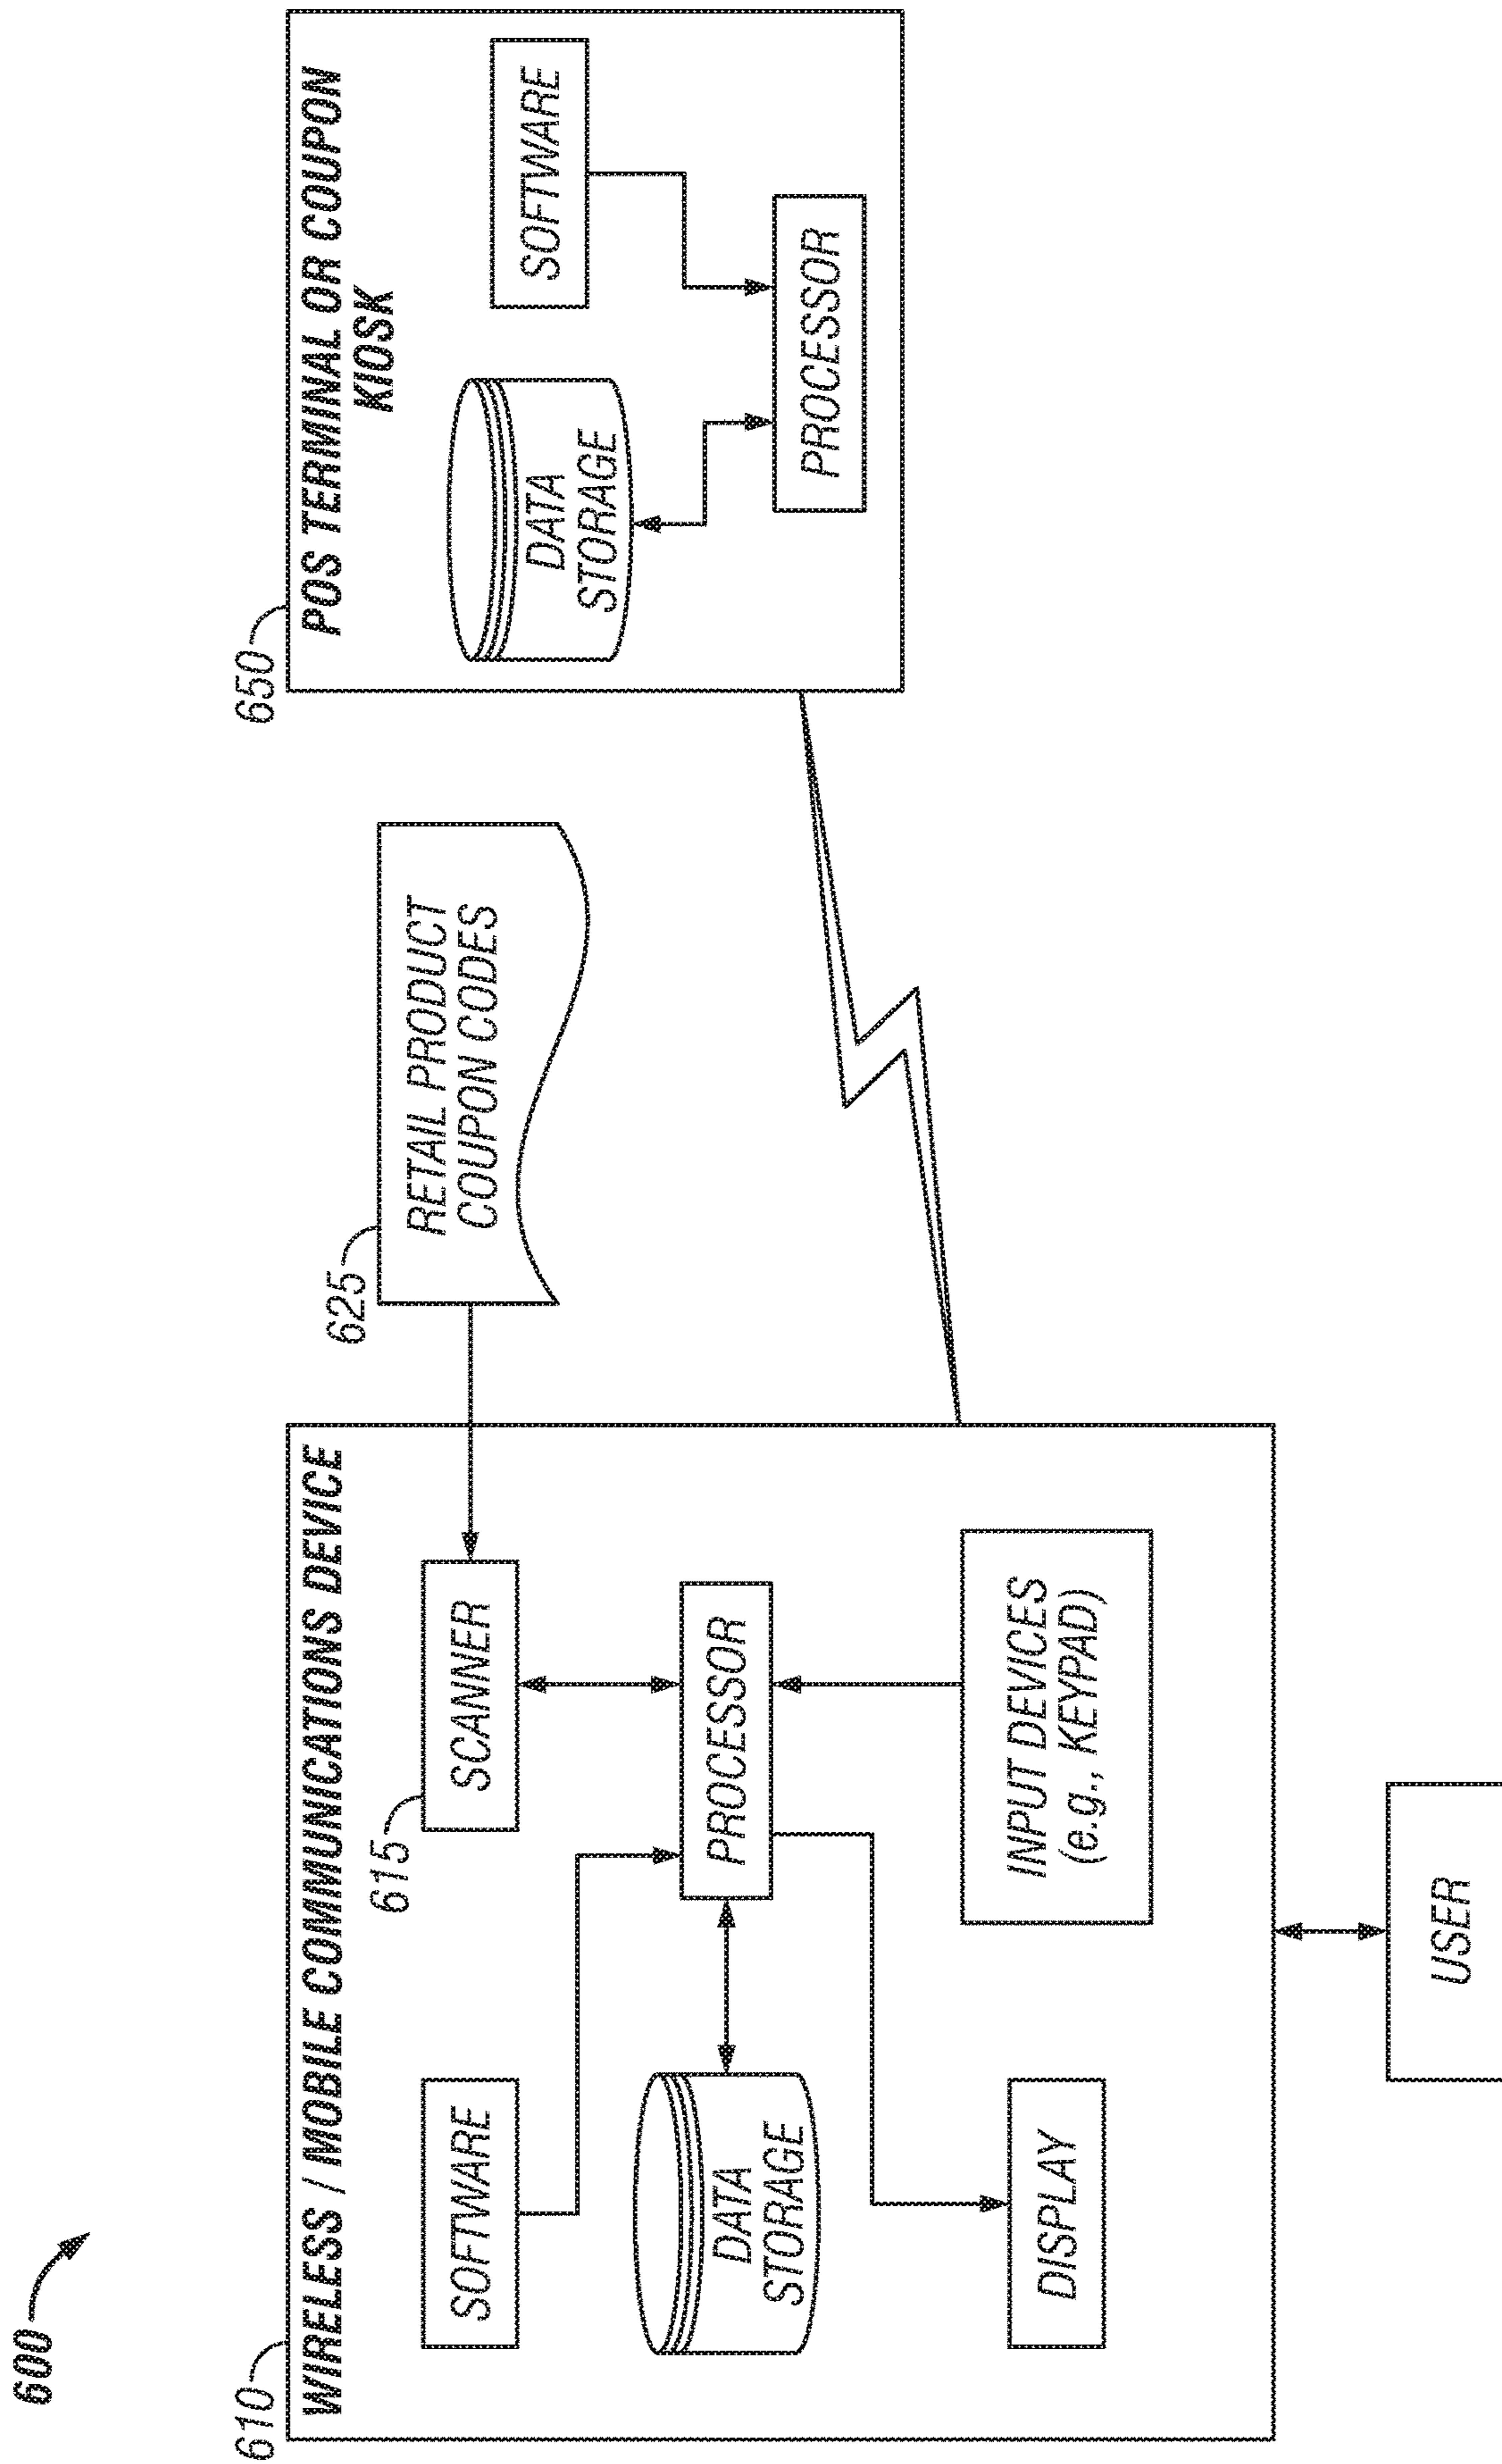 600
610
WIRELESS / MOBILE COMMUNICATIONS DEVICE
SOFTWARE
615
SCANNER
DATA
STORAGE
PROCESSOR
DISPLAY
INPUT DEVICES
(e.g., KEYPAD)
USER
625
RETAIL PRODUCT
COUPON CODES
650
POS TERMINAL OR COUPON
KIOSK
DATA
STORAGE
SOFTWARE
PROCESSOR